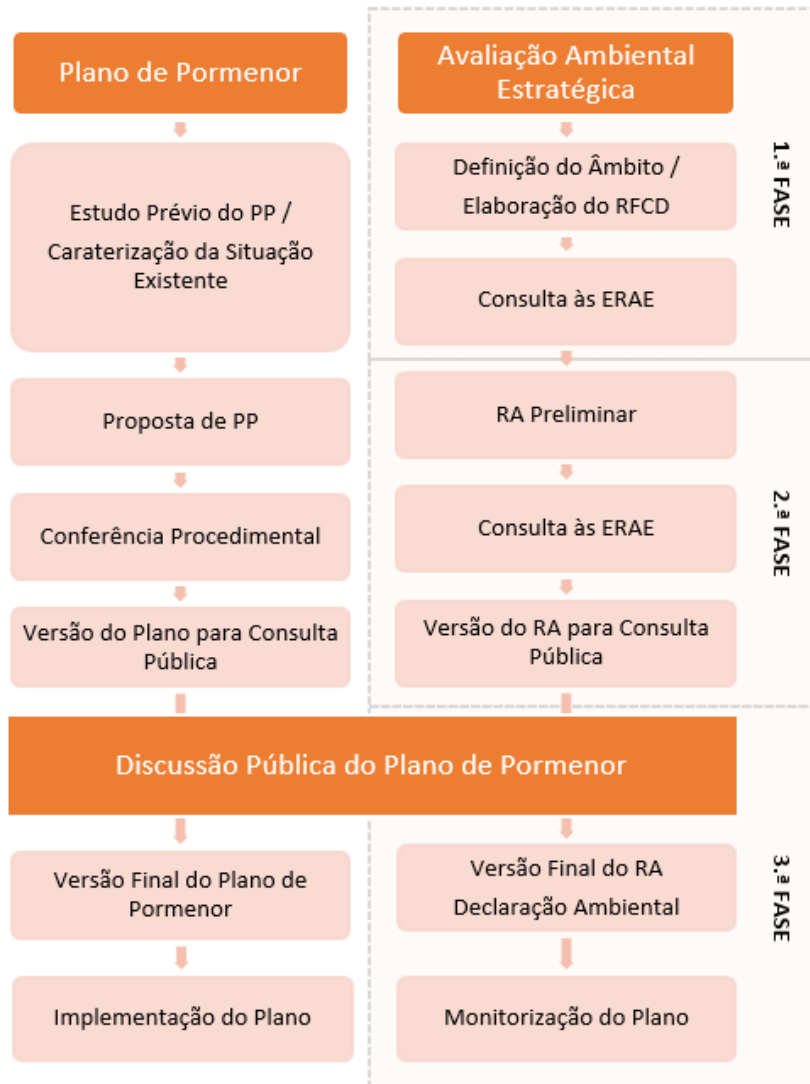 Plano de Pormenor
Avaliação Ambiental
Estratégica
1.ª FASE
Estudo Prévio do PP /
Caraterização da Situação
Existente
Definição do Âmbito /
Elaboração do RFCD
Consulta às ERAE
Proposta de PP
RA Preliminar
2.ª FASE
Conferência Procedimental
Consulta às ERAE
Versão do Plano para Consulta
Pública
Versão do RA para Consulta
Pública
Discussão Pública do Plano de Pormenor
Versão Final do Plano de
Pormenor
Versão Final do RA
Declaração Ambiental
3.ª FASE
Implementação do Plano
Monitorização do Plano